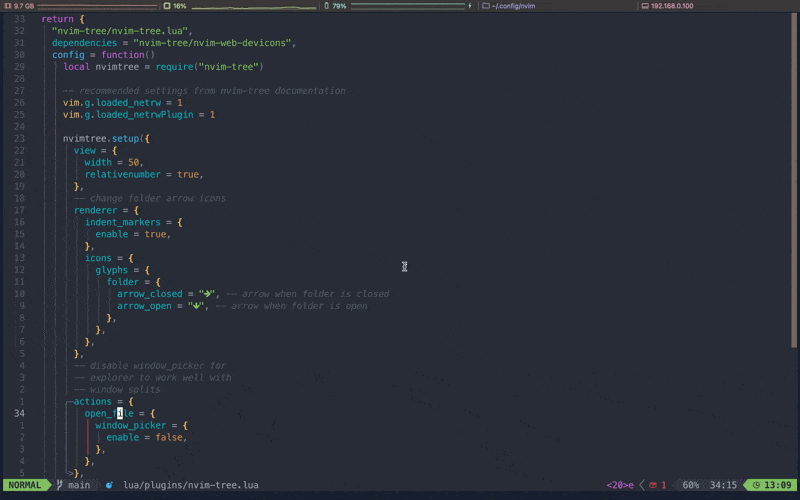 9.7 GB 16% 79% ~/.config/nvim 192.168.0.100
33 return {
32 "nvim-tree/nvim-tree.lua",
31 dependencies = "nvim-tree/nvim-web-devicons",
30 config = function()
29 local nvimtree = require("nvim-tree")
28
27 -- recommended settings from nvim-tree documentation
26 vim.g.loaded_netrw = 1
25 vim.g.loaded_netrwPlugin = 1
24
23 nvimtree.setup({
22 view = {
21 width = 50,
20 relativenumber = true,
19 },
18 -- change folder arrow icons
17 renderer = {
16 indent_markers = {
15 enable = true,
14 },
13 icons = {
12 glyphs = {
11 folder = {
10 arrow_closed = "→", -- arrow when folder is closed
9 arrow_open = "↓", -- arrow when folder is open
8 },
7 },
6 },
5 },
4 -- disable window_picker for
3 -- explorer to work well with
2 -- window splits
1 actions = {
34 open_file = {
1 window_picker = {
2 enable = false,
3 },
4 },
5 },
NORMAL main lua/plugins/nvim-tree.lua <20>e 1 60% 34:15 13:09